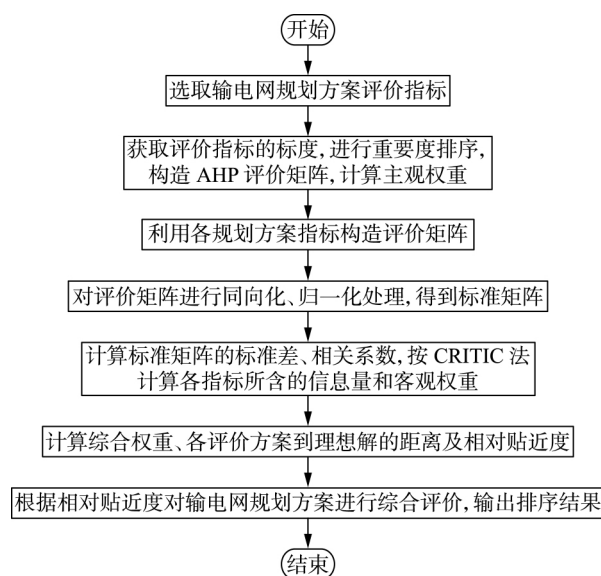 开始
选取输电网规划方案评价指标
获取评价指标的标度,进行重要度排序,
构造 AHP 评价矩阵,计算主观权重
利用各规划方案指标构造评价矩阵
对评价矩阵进行同向化、归一化处理,得到标准矩阵
计算标准矩阵的标准差、相关系数,按 CRITIC 法
计算各指标所含的信息量和客观权重
计算综合权重、各评价方案到理想解的距离及相对贴近度
根据相对贴近度对输电网规划方案进行综合评价,输出排序结果
结束